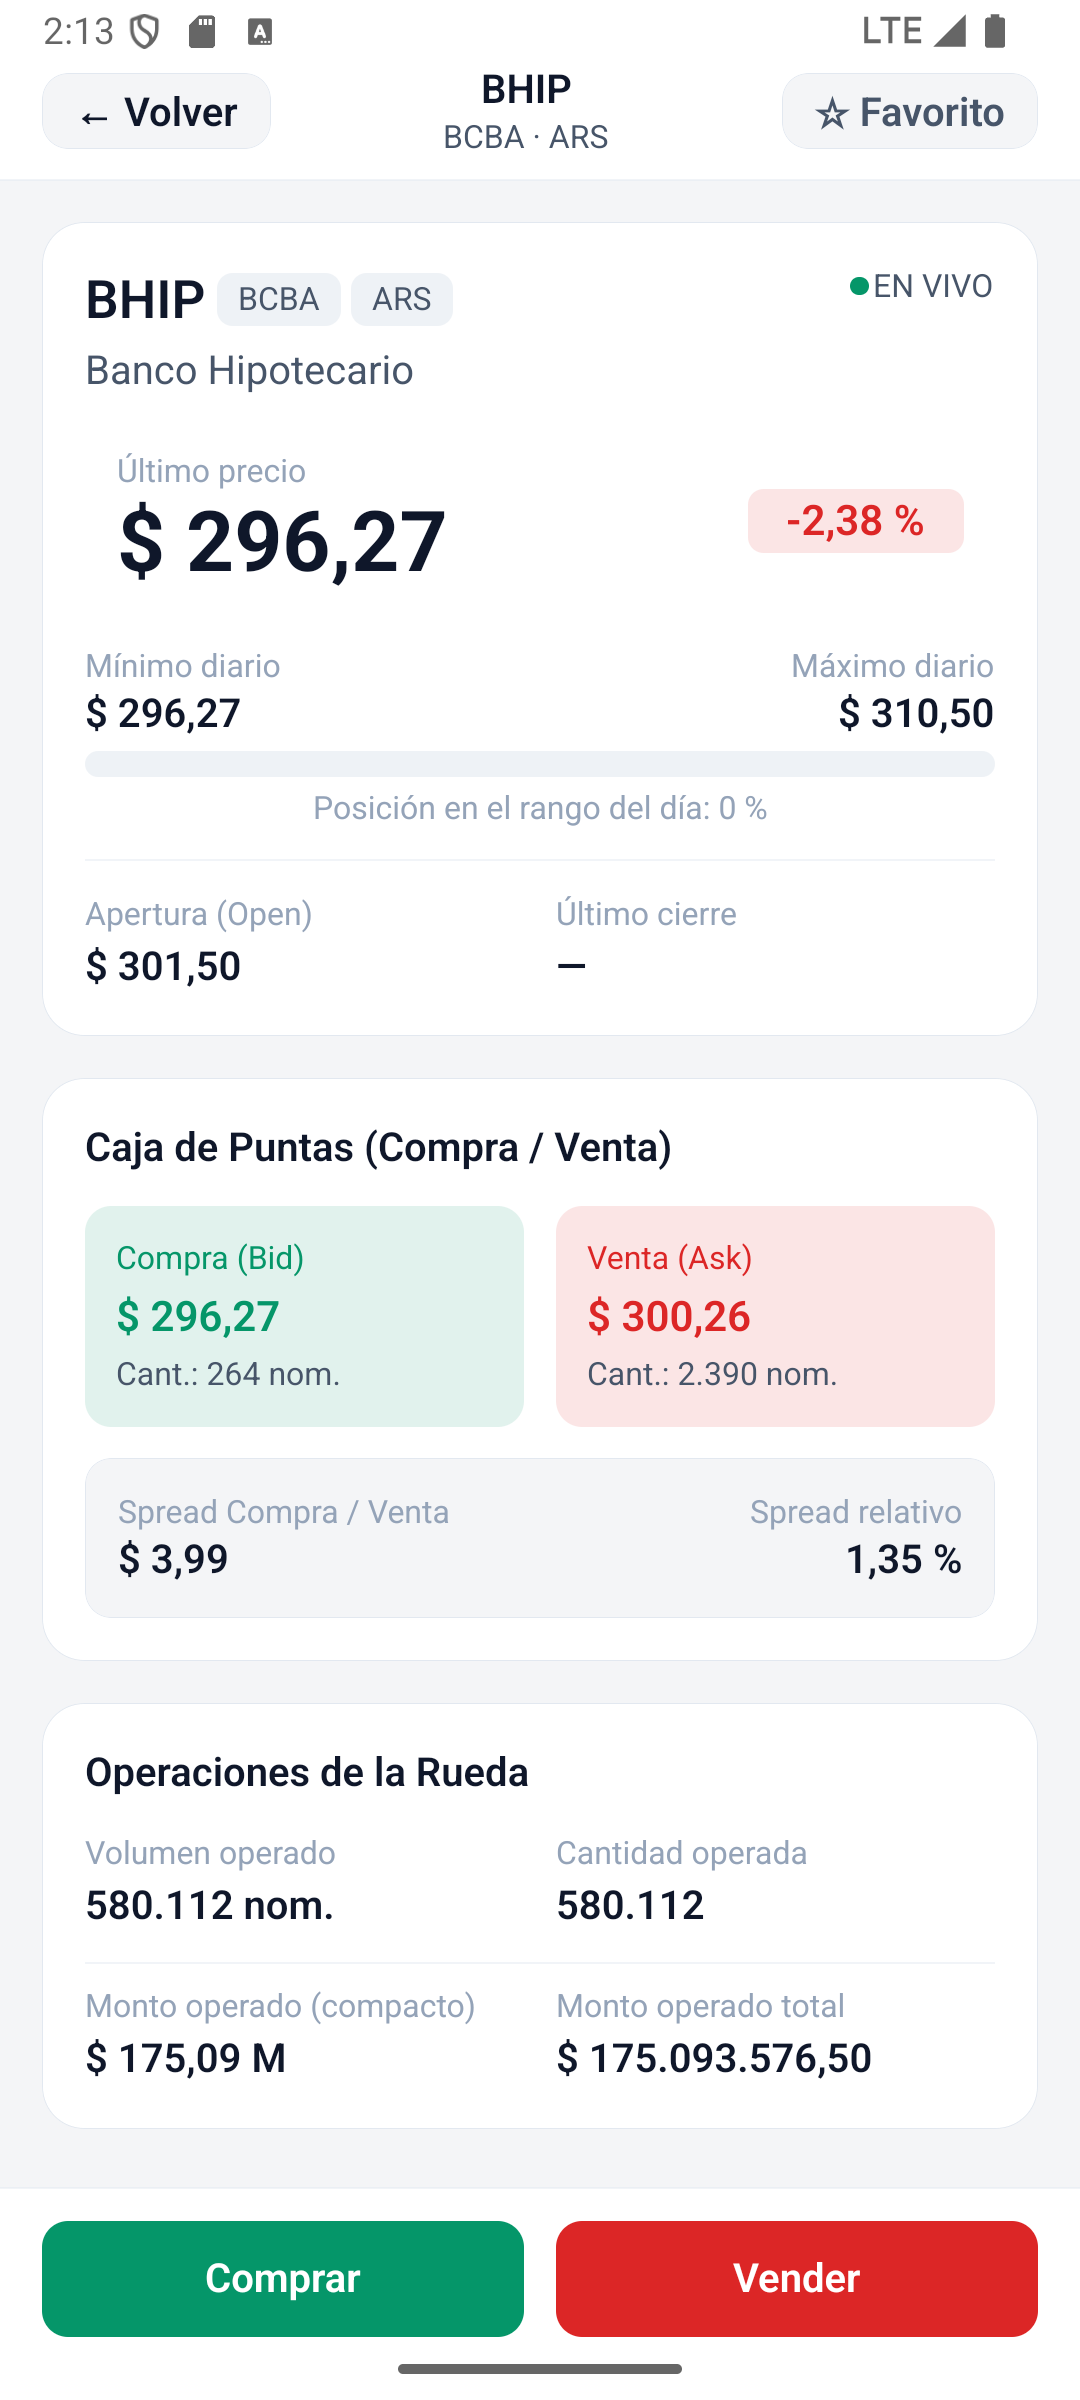 2:13
LTE
← Volver
BHIP
BCBA · ARS
☆ Favorito
BHIP BCBA ARS
EN VIVO
Banco Hipotecario
Último precio
$ 296,27
-2,38 %
Mínimo diario Máximo diario
$ 296,27 $ 310,50
Posición en el rango del día: 0 %
Apertura (Open) Último cierre
$ 301,50 —
Caja de Puntas (Compra / Venta)
Compra (Bid) Venta (Ask)
$ 296,27 $ 300,26
Cant.: 264 nom. Cant.: 2.390 nom.
Spread Compra / Venta Spread relativo
$ 3,99 1,35 %
Operaciones de la Rueda
Volumen operado Cantidad operada
580.112 nom. 580.112
Monto operado (compacto) Monto operado total
$ 175,09 M $ 175.093.576,50
Comprar Vender